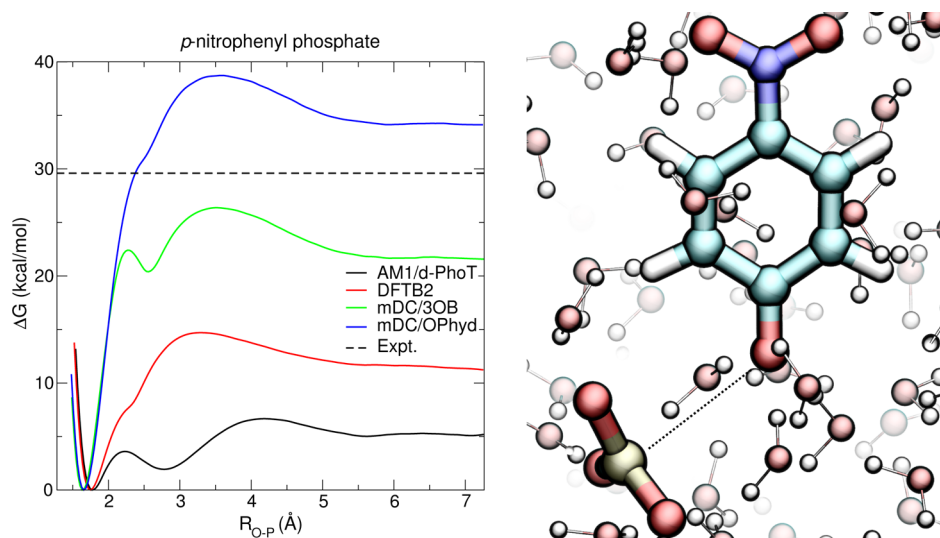 p-nitrophenyl phosphate
40
30
20
10
0
ΔG (kcal/mol)
AM1/d-PhoT
DFTB2
mDC/3OB
mDC/OPhyd
Expt.
2 3 4 5 6 7
R_O-P (Å)